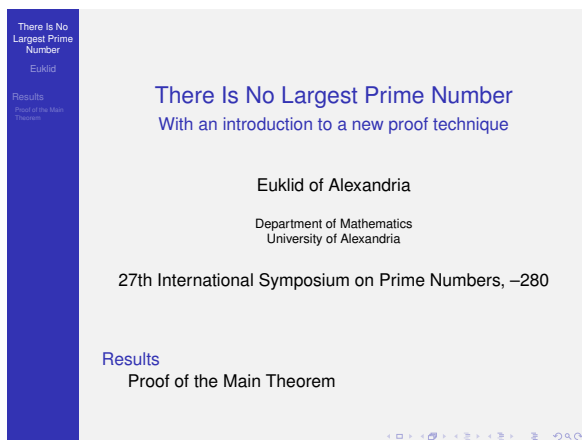 There Is No
Largest Prime
Number
Euklid
Results
Proof of the Main
Theorem
There Is No Largest Prime Number
With an introduction to a new proof technique
Euklid of Alexandria
Department of Mathematics
University of Alexandria
27th International Symposium on Prime Numbers, –280
Results
Proof of the Main Theorem